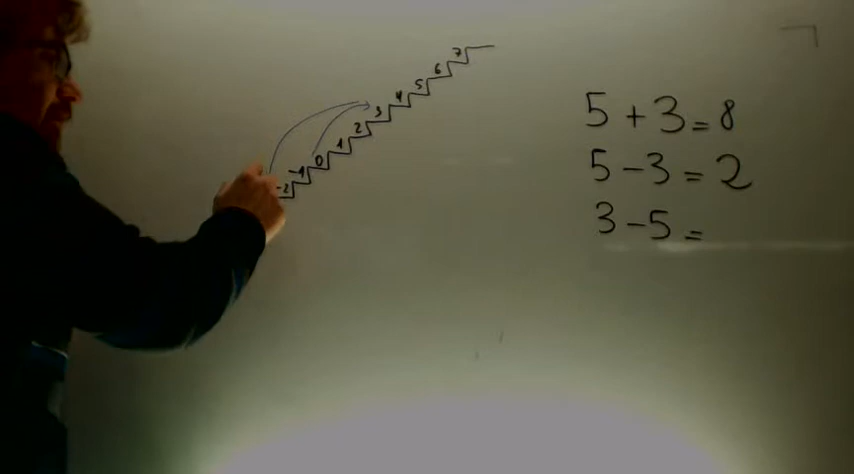 -2 -1 0 1 2 3 4 5 6 7
5 + 3 = 8
5 - 3 = 2
3 - 5 =